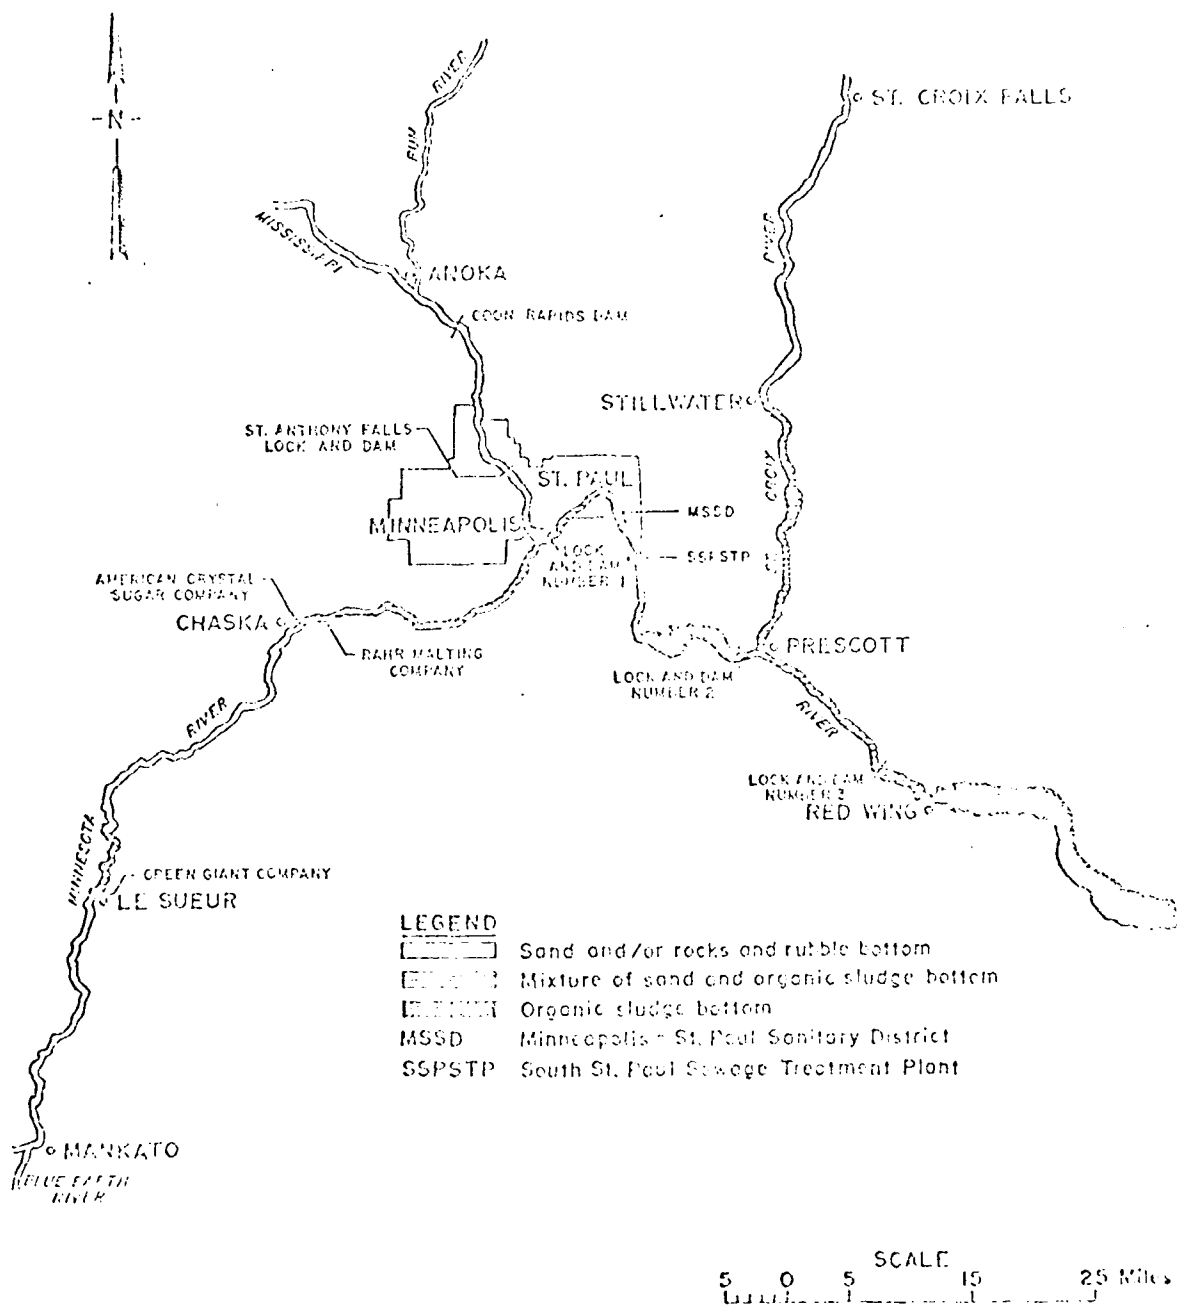 -N-
RIVER
RUM
ST. CROIX FALLS
MISSISSIPPI
RIVER
ANOKA
COON RAPIDS DAM
STILLWATER
ST. ANTHONY FALLS
LOCK AND DAM
ST. PAUL
CROIX
MINNEAPOLIS
MSSD
LOCK
AND DAM
NUMBER 1
SSPSTP
ST.
AMERICAN CRYSTAL
SUGAR COMPANY
CHASKA
RAHR MALTING
COMPANY
PRESCOTT
LOCK AND DAM
NUMBER 2
RIVER
RIVER
LOCK AND DAM
NUMBER 3
RED WING
MINNESOTA
GREEN GIANT COMPANY
LE SUEUR
LEGEND
Sand and/or rocks and rubble bottom
Mixture of sand and organic sludge bottom
Organic sludge bottom
MSSD Minneapolis - St. Paul Sanitary District
SSPSTP South St. Paul Sewage Treatment Plant
MANKATO
BLUE EARTH
RIVER
SCALE
5 0 5 15 25 Miles